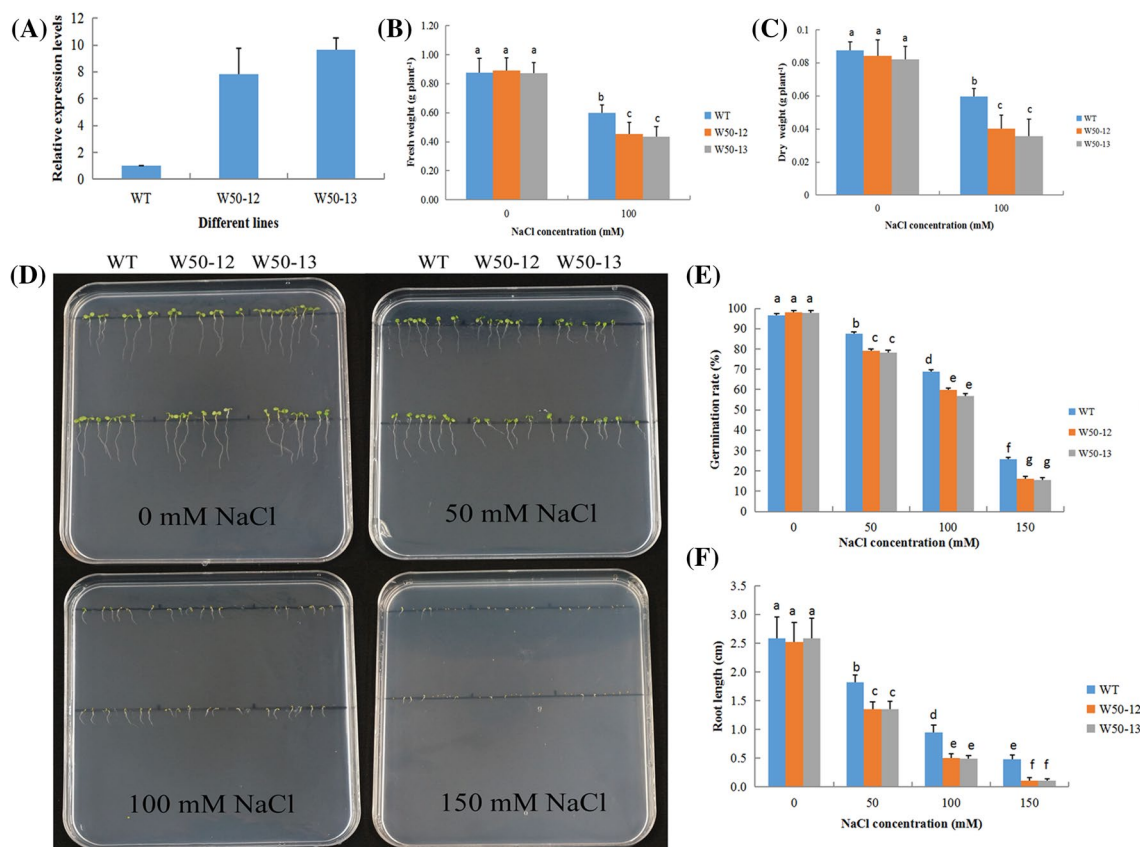 (A)
Relative expression levels
12
10
8
6
4
2
0
WT
W50-12
W50-13
Different lines
(B)
Fresh weight (g plant⁻¹)
1.20
1.00
0.80
0.60
0.40
0.20
0.00
a a a
b
c c
0
100
NaCl concentration (mM)
WT
W50-12
W50-13
(C)
Dry weight (g plant⁻¹)
0.1
0.08
0.06
0.04
0.02
0
a a a
b
c c
0
100
NaCl concentration (mM)
WT
W50-12
W50-13
(D)
WT W50-12 W50-13
WT W50-12 W50-13
0 mM NaCl
50 mM NaCl
100 mM NaCl
150 mM NaCl
(E)
Germination rate (%)
100
90
80
70
60
50
40
30
20
10
0
a a a
b
c c
d
e e
f
g g
0
50
100
150
NaCl concentration (mM)
WT
W50-12
W50-13
(F)
Root length (cm)
3.5
3.0
2.5
2.0
1.5
1.0
0.5
0.0
a a a
b
c c
d
e e
e
f f
0
50
100
150
NaCl concentration (mM)
WT
W50-12
W50-13